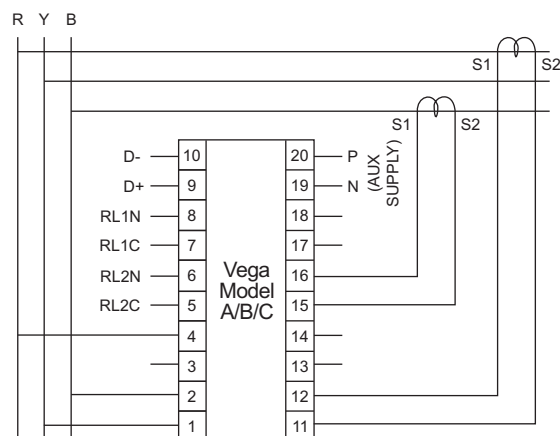 R Y B
S1 S2
S1 S2
D- 10 20 P
D+ 9 19 N
(AUX
SUPPLY)
RL1N 8 18
RL1C 7 17
RL2N 6 16
RL2C 5 15
Vega
Model
A/B/C
4 14
3 13
2 12
1 11